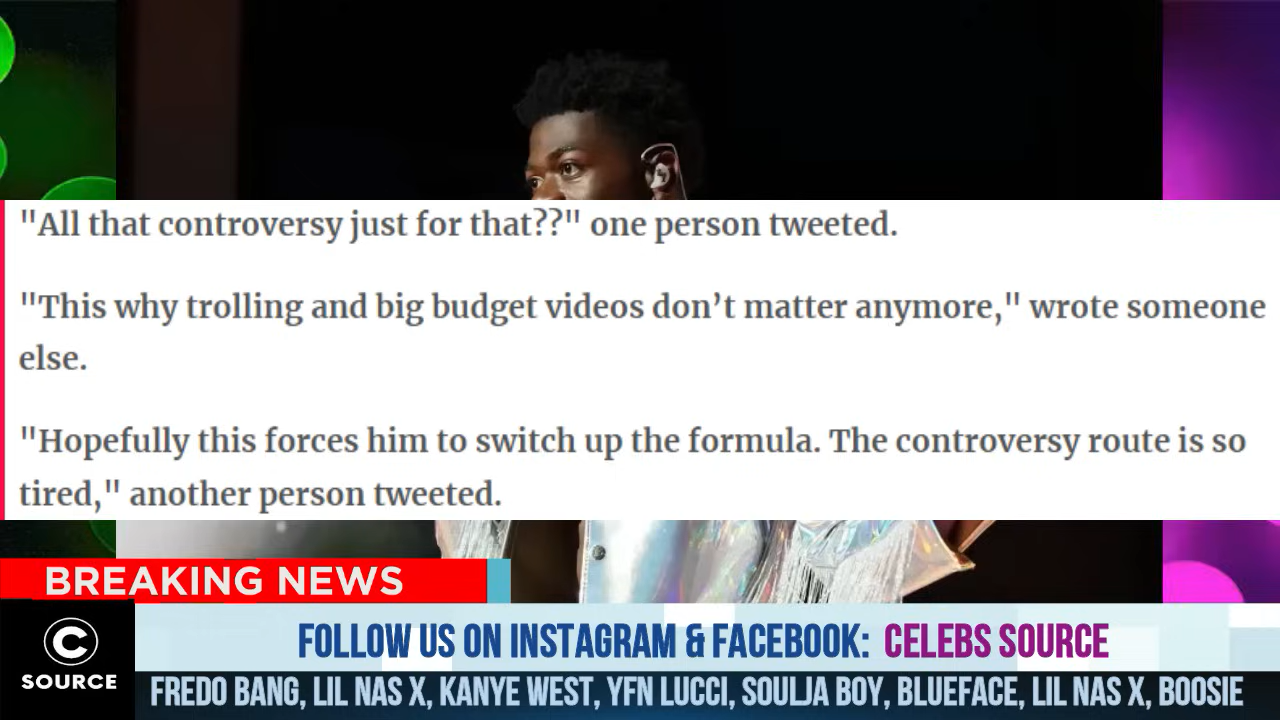 "All that controversy just for that??" one person tweeted.
"This why trolling and big budget videos don’t matter anymore," wrote someone
else.
"Hopefully this forces him to switch up the formula. The controversy route is so
tired," another person tweeted.
BREAKING NEWS
C
SOURCE
FOLLOW US ON INSTAGRAM & FACEBOOK: CELEBS SOURCE
FREDO BANG, LIL NAS X, KANYE WEST, YFN LUCCI, SOULJA BOY, BLUEFACE, LIL NAS X, BOOSIE